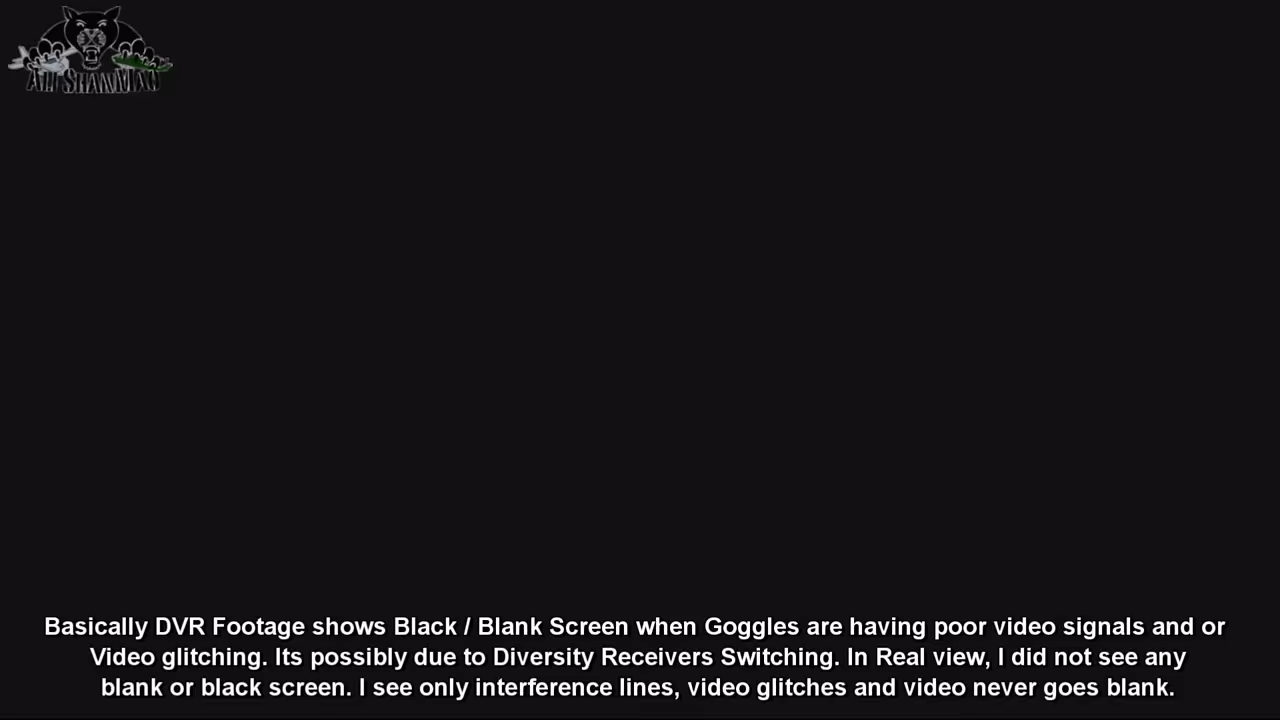 ALI SHANMAO
Basically DVR Footage shows Black / Blank Screen when Goggles are having poor video signals and or
Video glitching. Its possibly due to Diversity Receivers Switching. In Real view, I did not see any
blank or black screen. I see only interference lines, video glitches and video never goes blank.